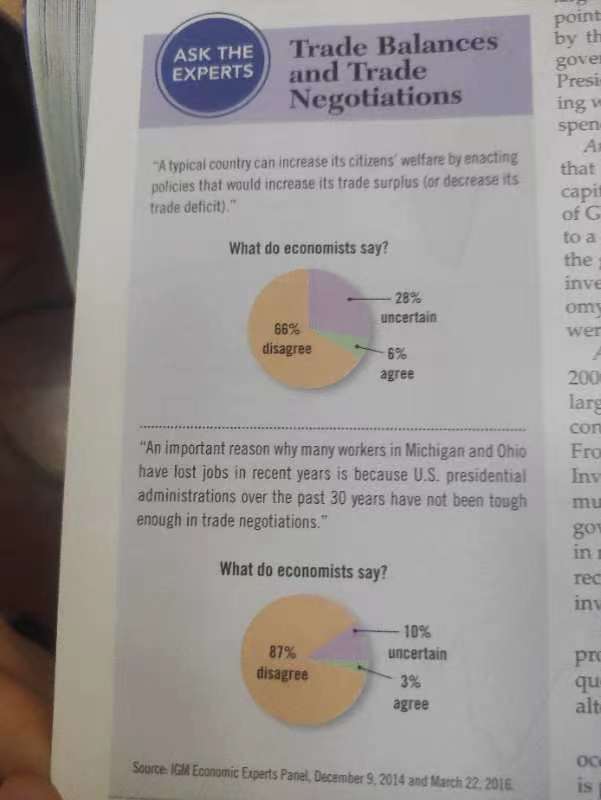 ASK THE
EXPERTS
Trade Balances
and Trade
Negotiations
"A typical country can increase its citizens' welfare by enacting
policies that would increase its trade surplus (or decrease its
trade deficit)."
What do economists say?
28%
uncertain
66%
disagree
6%
agree
"An important reason why many workers in Michigan and Ohio
have lost jobs in recent years is because U.S. presidential
administrations over the past 30 years have not been tough
enough in trade negotiations."
What do economists say?
10%
uncertain
87%
disagree
3%
agree
Source: IGM Economic Experts Panel, December 9, 2014 and March 22, 2016.
point
by th
gover
Presi
ing w
spen
that
capit
of G
to a
the
inve
omy
wer
200
larg
con
Fro
Inv
mu
gov
in
rec
inv
pro
qu
alt
occ
is